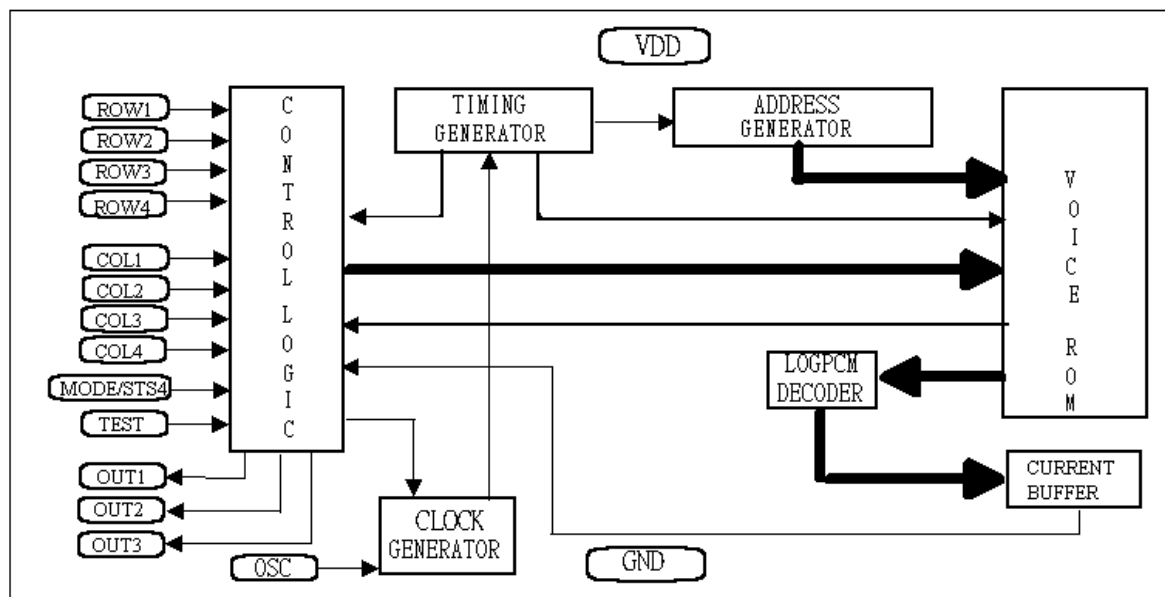 VDD
ROW1
ROW2
ROW3
ROW4
COL1
COL2
COL3
COL4
MODE/STS4
TEST
OUT1
OUT2
OUT3
CONTROL LOGIC
TIMING
GENERATOR
ADDRESS
GENERATOR
VOICE ROM
LOGPCM
DECODER
CURRENT
BUFFER
CLOCK
GENERATOR
OSC
GND